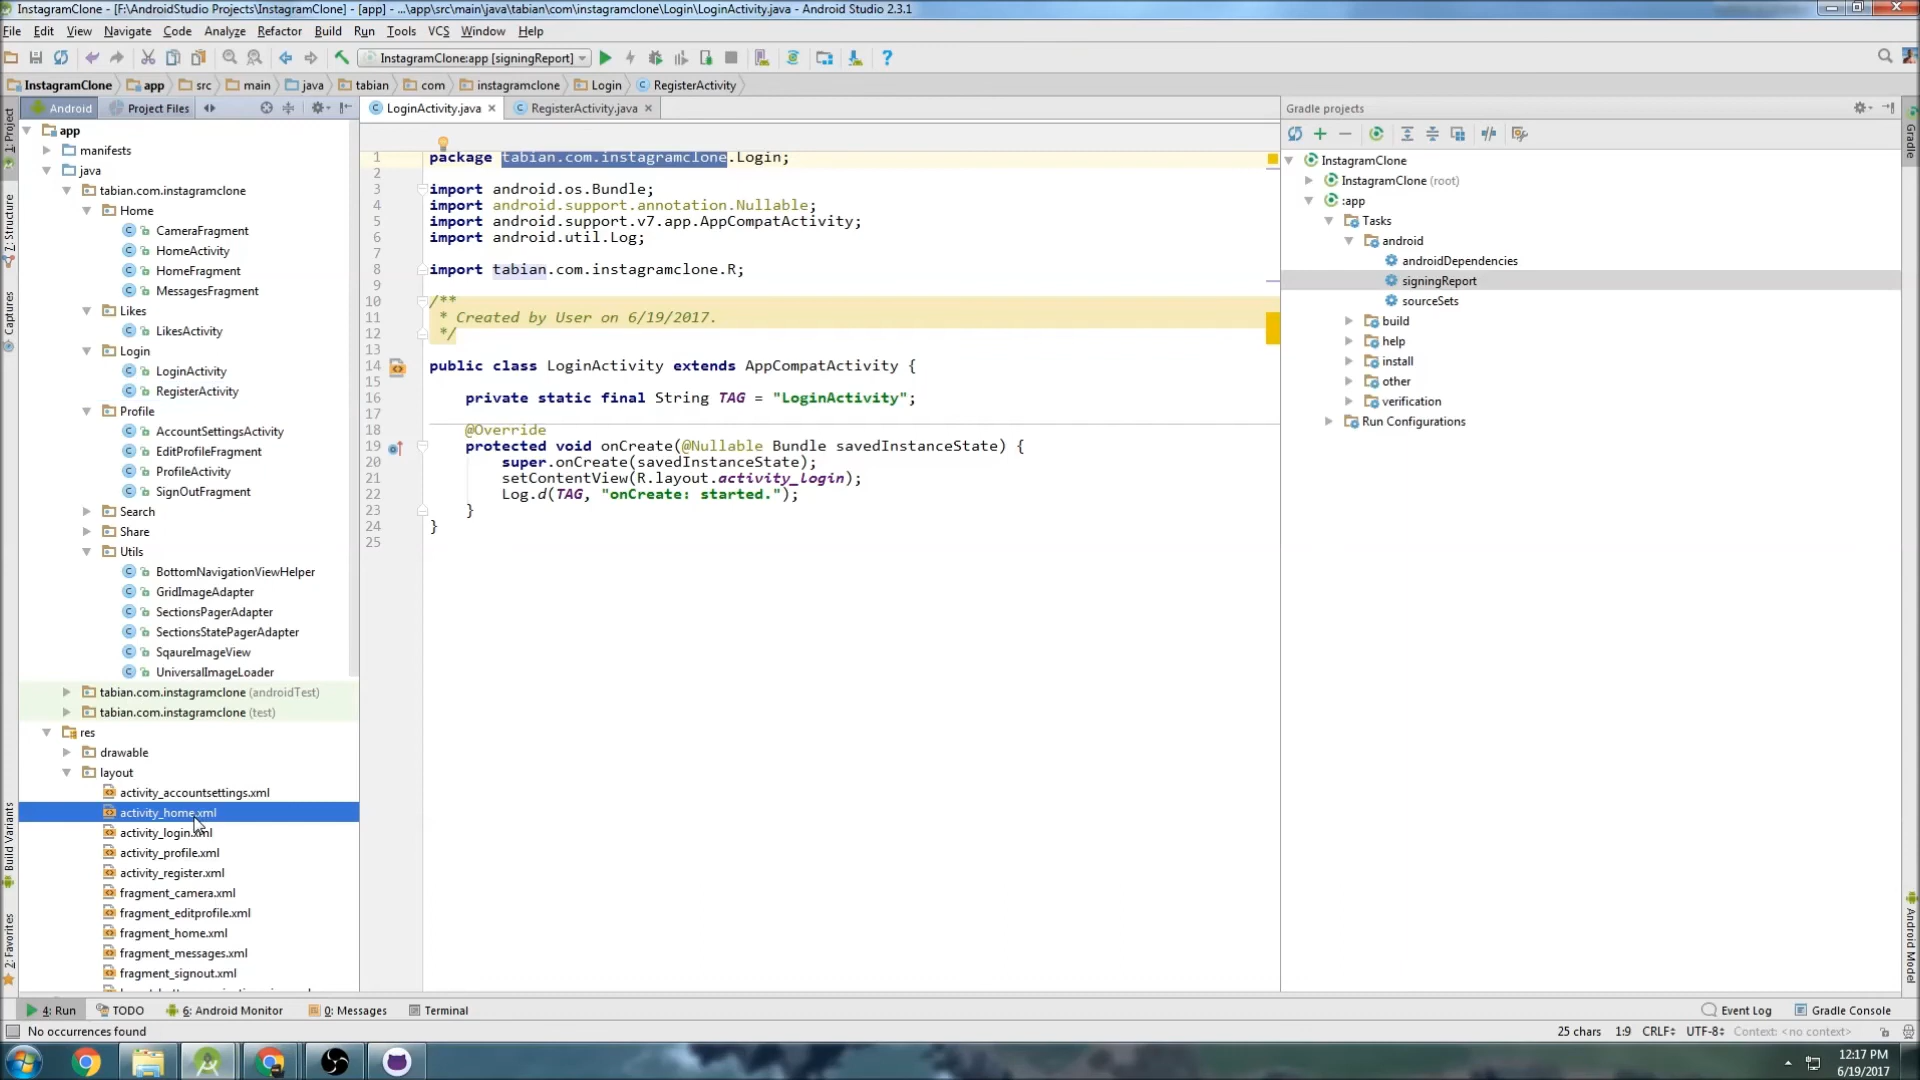 InstagramClone - [F:\AndroidStudio Projects\InstagramClone] - [app] - ...\app\src\main\java\tabian\com\instagramclone\Login\LoginActivity.java - Android Studio 2.3.1
File Edit View Navigate Code Analyze Refactor Build Run Tools VCS Window Help
InstagramClone:app [signingReport]
InstagramClone app src main java tabian com instagramclone Login RegisterActivity
Android Project Files
LoginActivity.java RegisterActivity.java
Gradle projects
1: Project
7: Structure
Captures
Build Variants
2: Favorites
app
manifests
java
tabian.com.instagramclone
Home
CameraFragment
HomeActivity
HomeFragment
MessagesFragment
Likes
LikesActivity
Login
LoginActivity
RegisterActivity
Profile
AccountSettingsActivity
EditProfileFragment
ProfileActivity
SignOutFragment
Search
Share
Utils
BottomNavigationViewHelper
GridImageAdapter
SectionsPagerAdapter
SectionsStatePagerAdapter
SqaureImageView
UniversalImageLoader
tabian.com.instagramclone (androidTest)
tabian.com.instagramclone (test)
res
drawable
layout
activity_accountsettings.xml
activity_home.xml
activity_login.xml
activity_profile.xml
activity_register.xml
fragment_camera.xml
fragment_editprofile.xml
fragment_home.xml
fragment_messages.xml
fragment_signout.xml
1 package tabian.com.instagramclone.Login;
2
3 import android.os.Bundle;
4 import android.support.annotation.Nullable;
5 import android.support.v7.app.AppCompatActivity;
6 import android.util.Log;
7
8 import tabian.com.instagramclone.R;
9
10 /**
11 * Created by User on 6/19/2017.
12 */
13
14 public class LoginActivity extends AppCompatActivity {
15
16 private static final String TAG = "LoginActivity";
17
18 @Override
19 protected void onCreate(@Nullable Bundle savedInstanceState) {
20 super.onCreate(savedInstanceState);
21 setContentView(R.layout.activity_login);
22 Log.d(TAG, "onCreate: started.");
23 }
24 }
25
InstagramClone
InstagramClone (root)
:app
Tasks
android
androidDependencies
signingReport
sourceSets
build
help
install
other
verification
Run Configurations
Gradle
Android Model
4: Run TODO 6: Android Monitor 0: Messages Terminal
Event Log Gradle Console
No occurrences found
25 chars 1:9 CRLF UTF-8 Context: <no context>
12:17 PM
6/19/2017